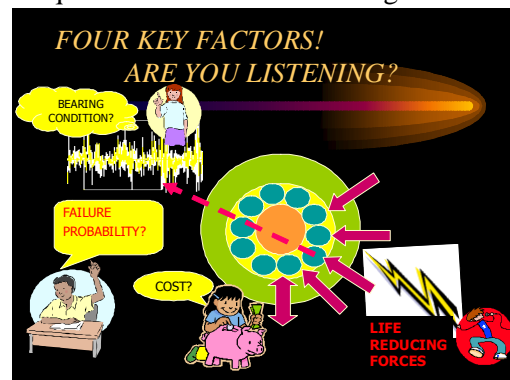 FOUR KEY FACTORS!
ARE YOU LISTENING?
BEARING
CONDITION?
FAILURE
PROBABILITY?
COST?
LIFE
REDUCING
FORCES